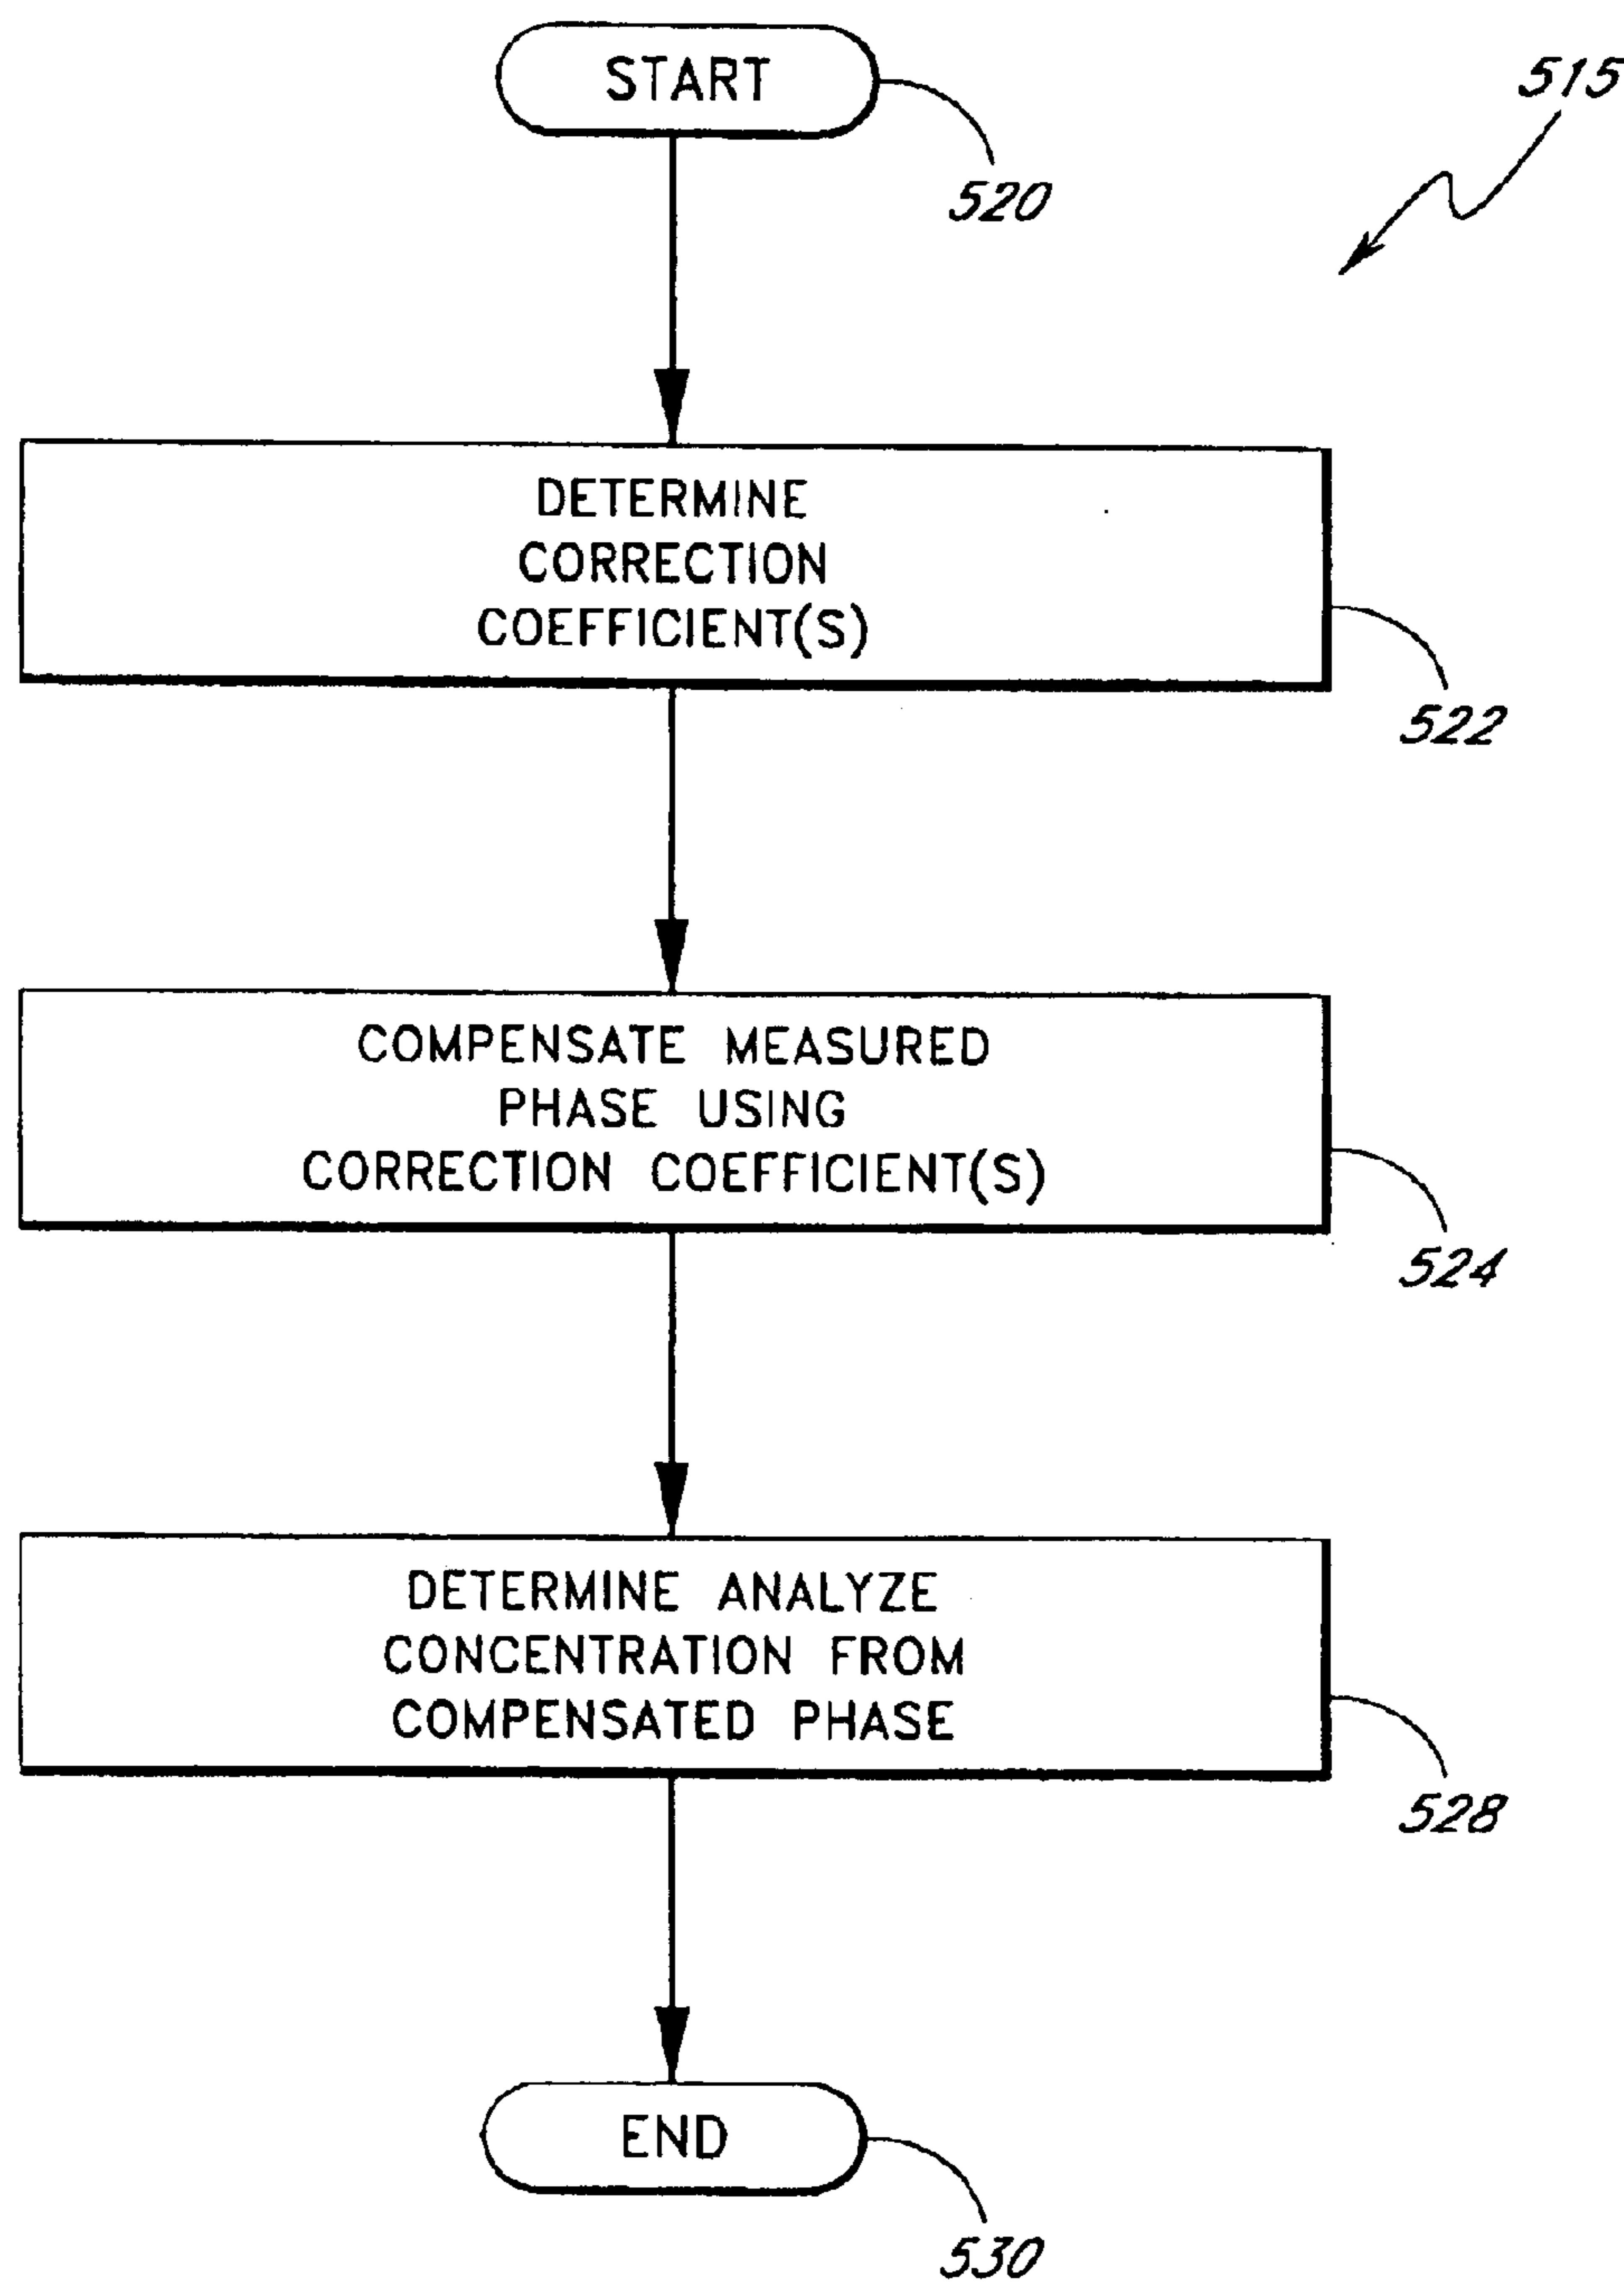 START
515
520
DETERMINE
CORRECTION
COEFFICIENT(S)
522
COMPENSATE MEASURED
PHASE USING
CORRECTION COEFFICIENT(S)
524
DETERMINE ANALYZE
CONCENTRATION FROM
COMPENSATED PHASE
528
END
530